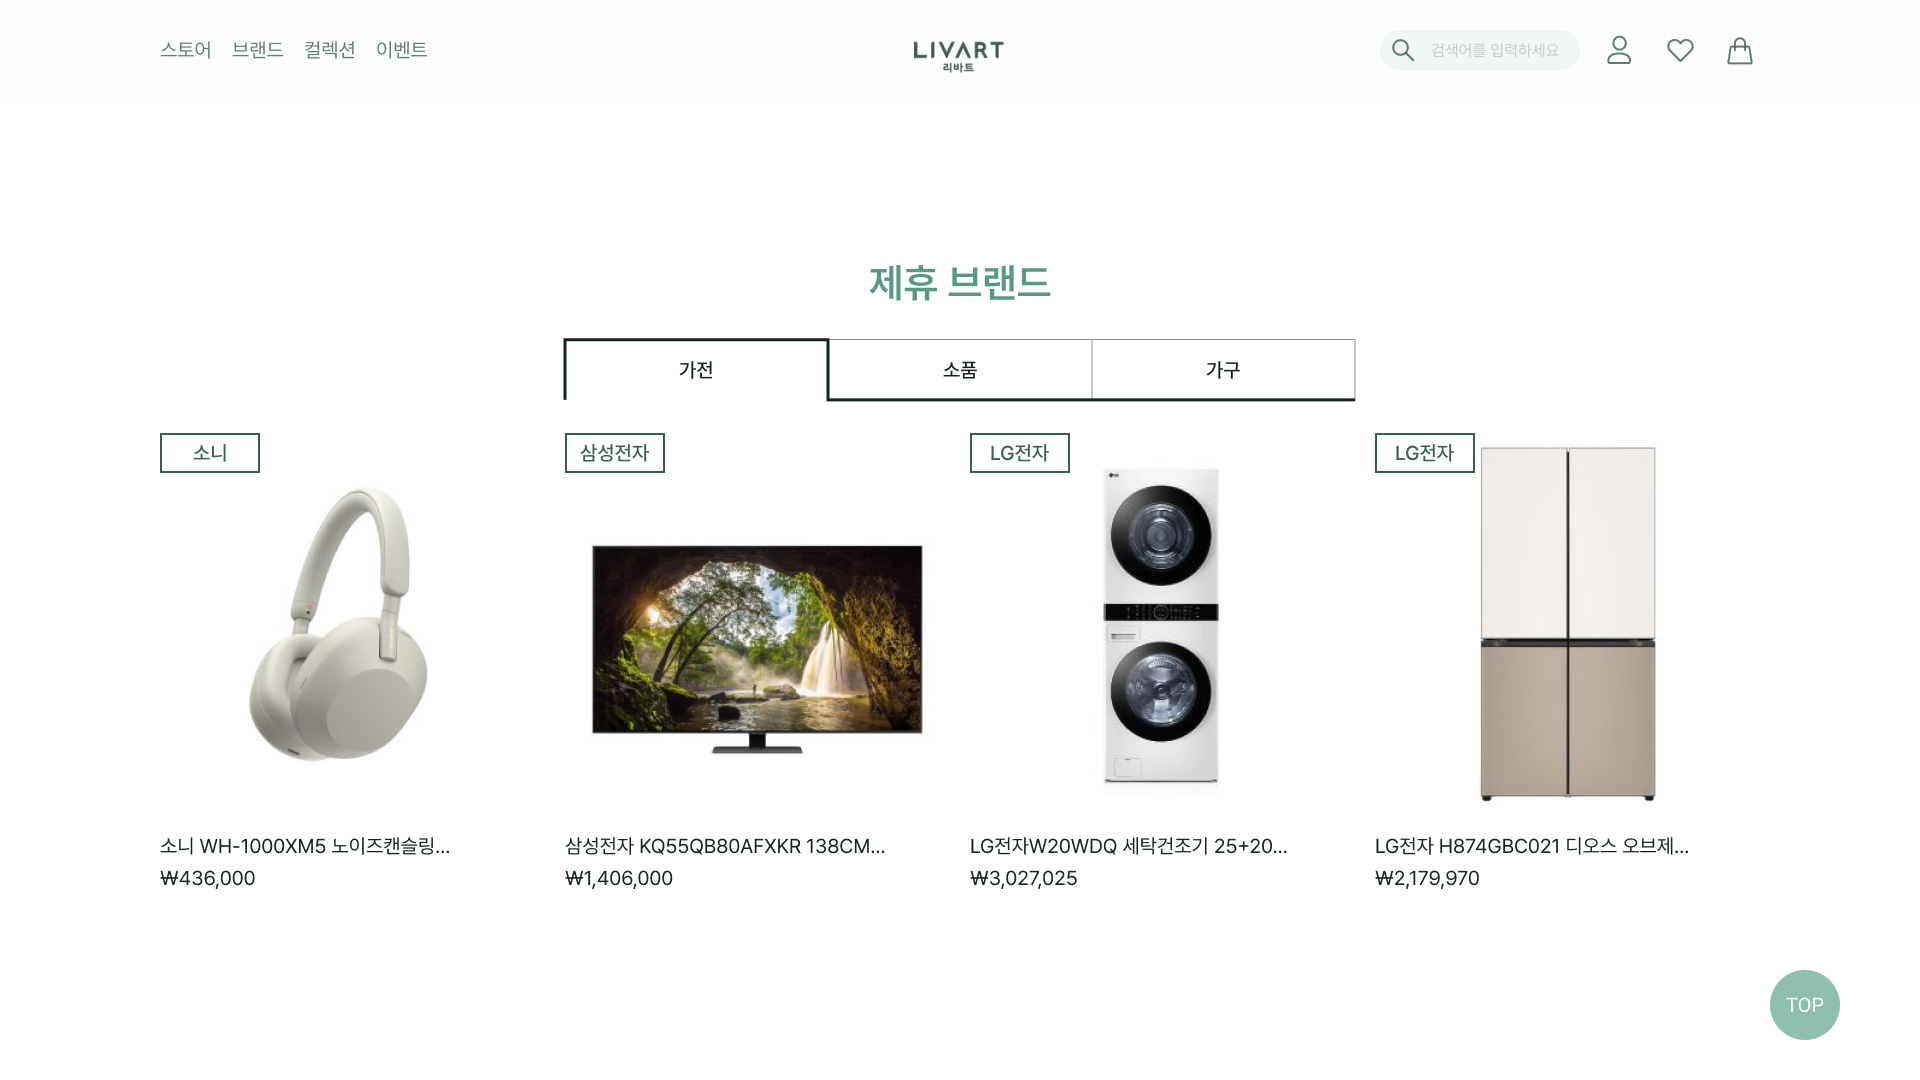 스토어 브랜드 컬렉션 이벤트
LIVART
리바트
검색어를 입력하세요
제휴 브랜드
가전 소품 가구
소니
삼성전자
LG전자
LG전자
소니 WH-1000XM5 노이즈캔슬링...
₩436,000
삼성전자 KQ55QB80AFXKR 138CM...
₩1,406,000
LG전자W20WDQ 세탁건조기 25+20...
₩3,027,025
LG전자 H874GBC021 디오스 오브제...
₩2,179,970
TOP